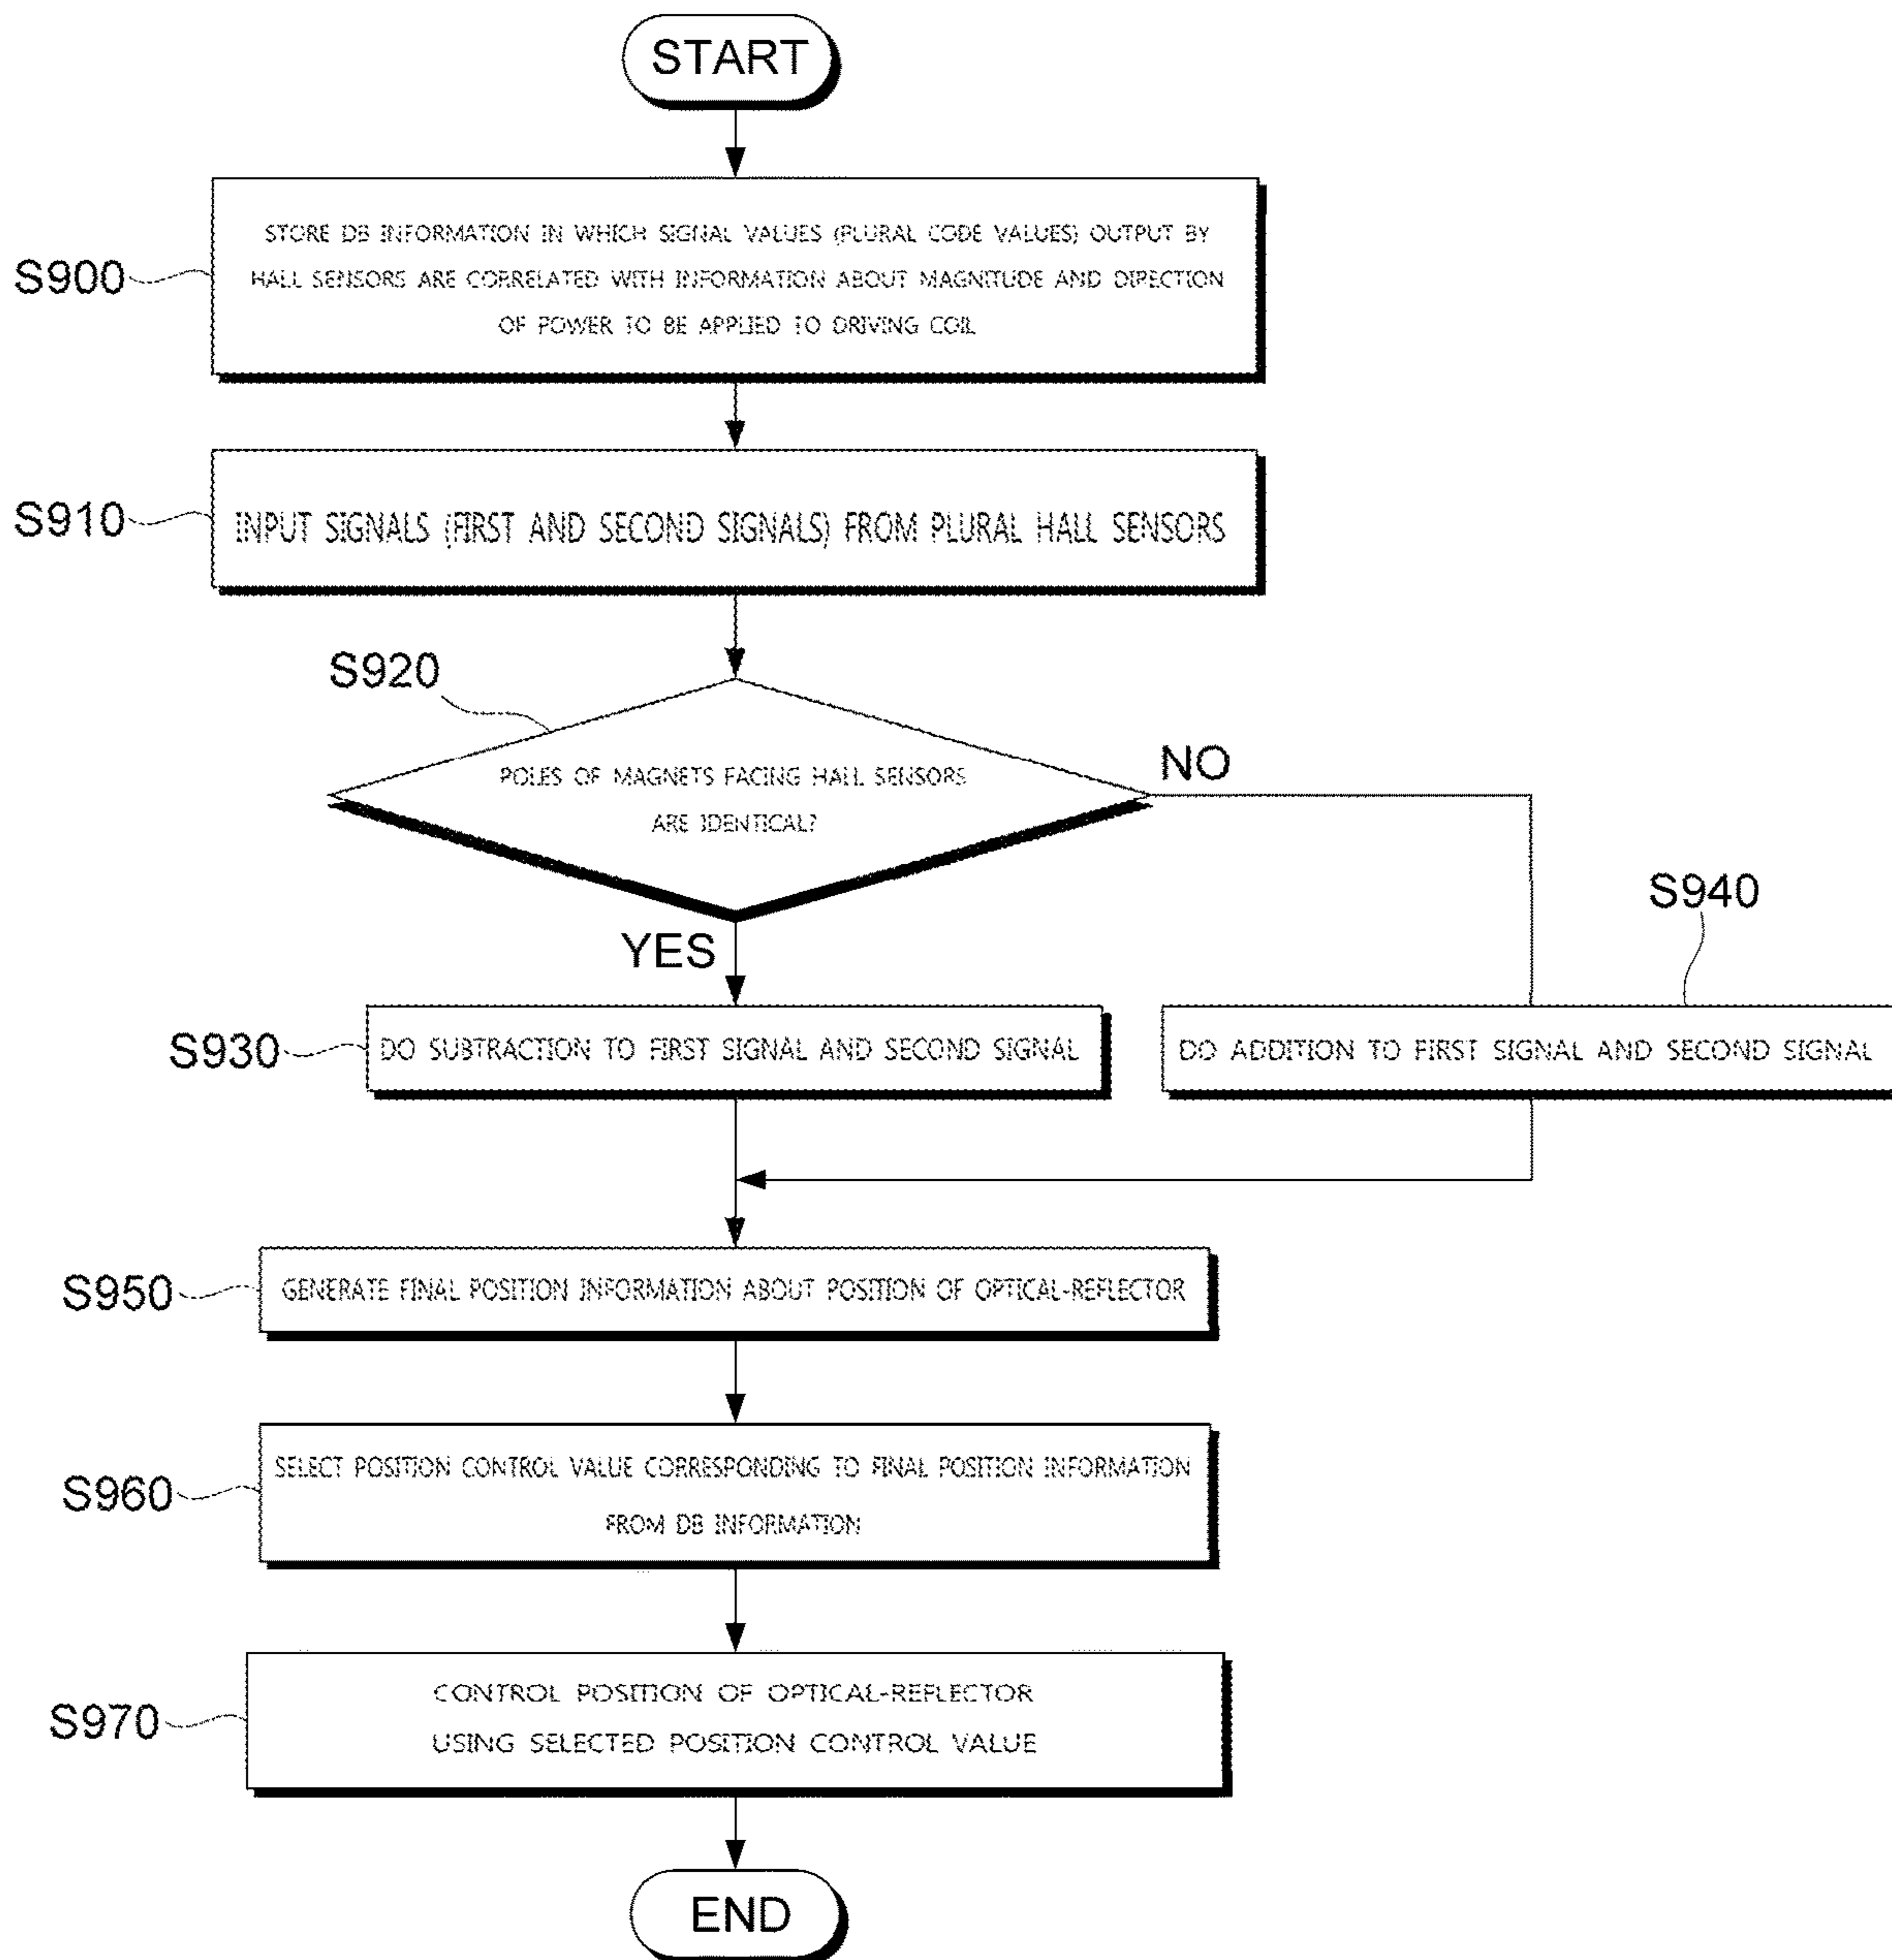 START
S900
STORE DB INFORMATION IN WHICH SIGNAL VALUES (PLURAL CODE VALUES) OUTPUT BY
HALL SENSORS ARE CORRELATED WITH INFORMATION ABOUT MAGNITUDE AND DIRECTION
OF POWER TO BE APPLIED TO DRIVING COIL
S910
INPUT SIGNALS (FIRST AND SECOND SIGNALS) FROM PLURAL HALL SENSORS
S920
POLES OF MAGNETS FACING HALL SENSORS
ARE IDENTICAL?
NO
YES
S930
DO SUBTRACTION TO FIRST SIGNAL AND SECOND SIGNAL
S940
DO ADDITION TO FIRST SIGNAL AND SECOND SIGNAL
S950
GENERATE FINAL POSITION INFORMATION ABOUT POSITION OF OPTICAL-REFLECTOR
S960
SELECT POSITION CONTROL VALUE CORRESPONDING TO FINAL POSITION INFORMATION
FROM DB INFORMATION
S970
CONTROL POSITION OF OPTICAL-REFLECTOR
USING SELECTED POSITION CONTROL VALUE
END